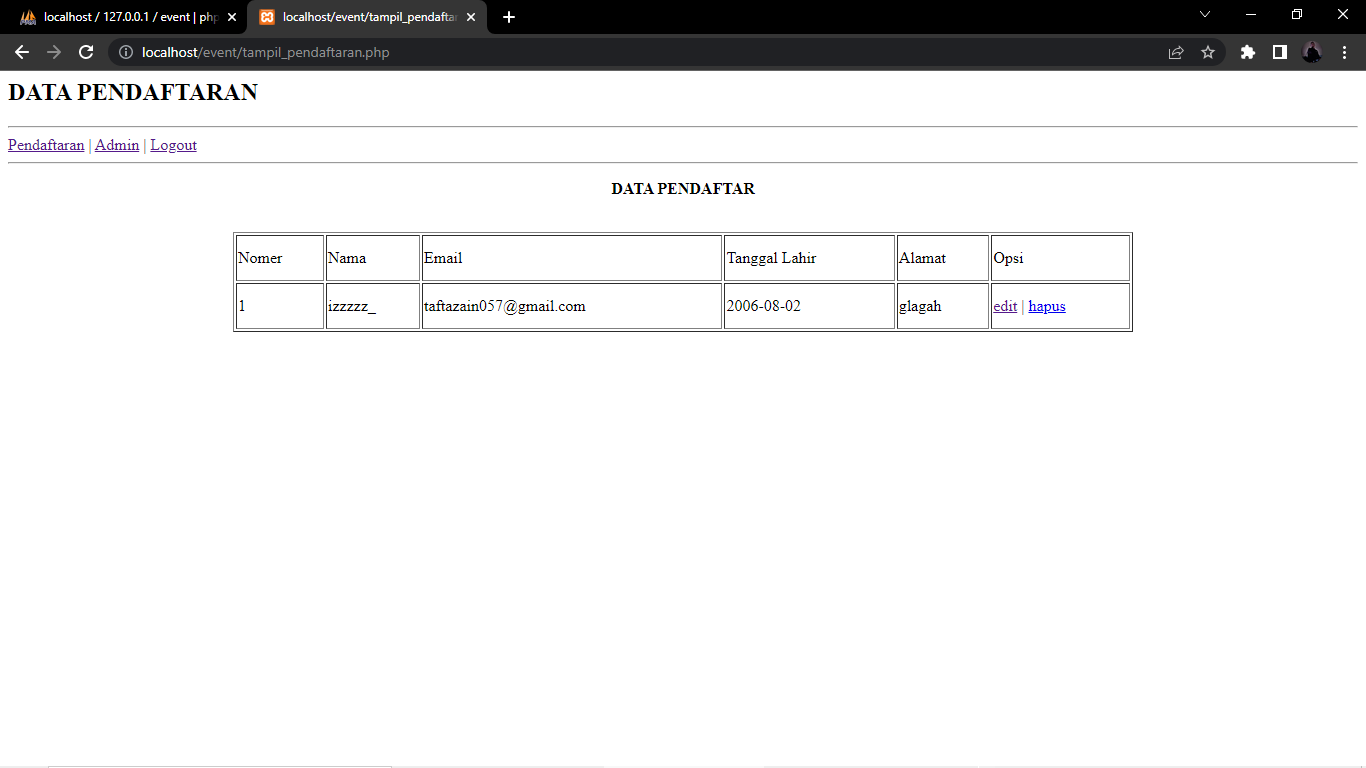 localhost / 127.0.0.1 / event | php
localhost/event/tampil_pendaftar
localhost/event/tampil_pendaftaran.php
DATA PENDAFTARAN
Pendaftaran | Admin | Logout
DATA PENDAFTAR
Nomer Nama Email Tanggal Lahir Alamat Opsi
1 izzzzz_ taftazain057@gmail.com 2006-08-02 glagah edit | hapus